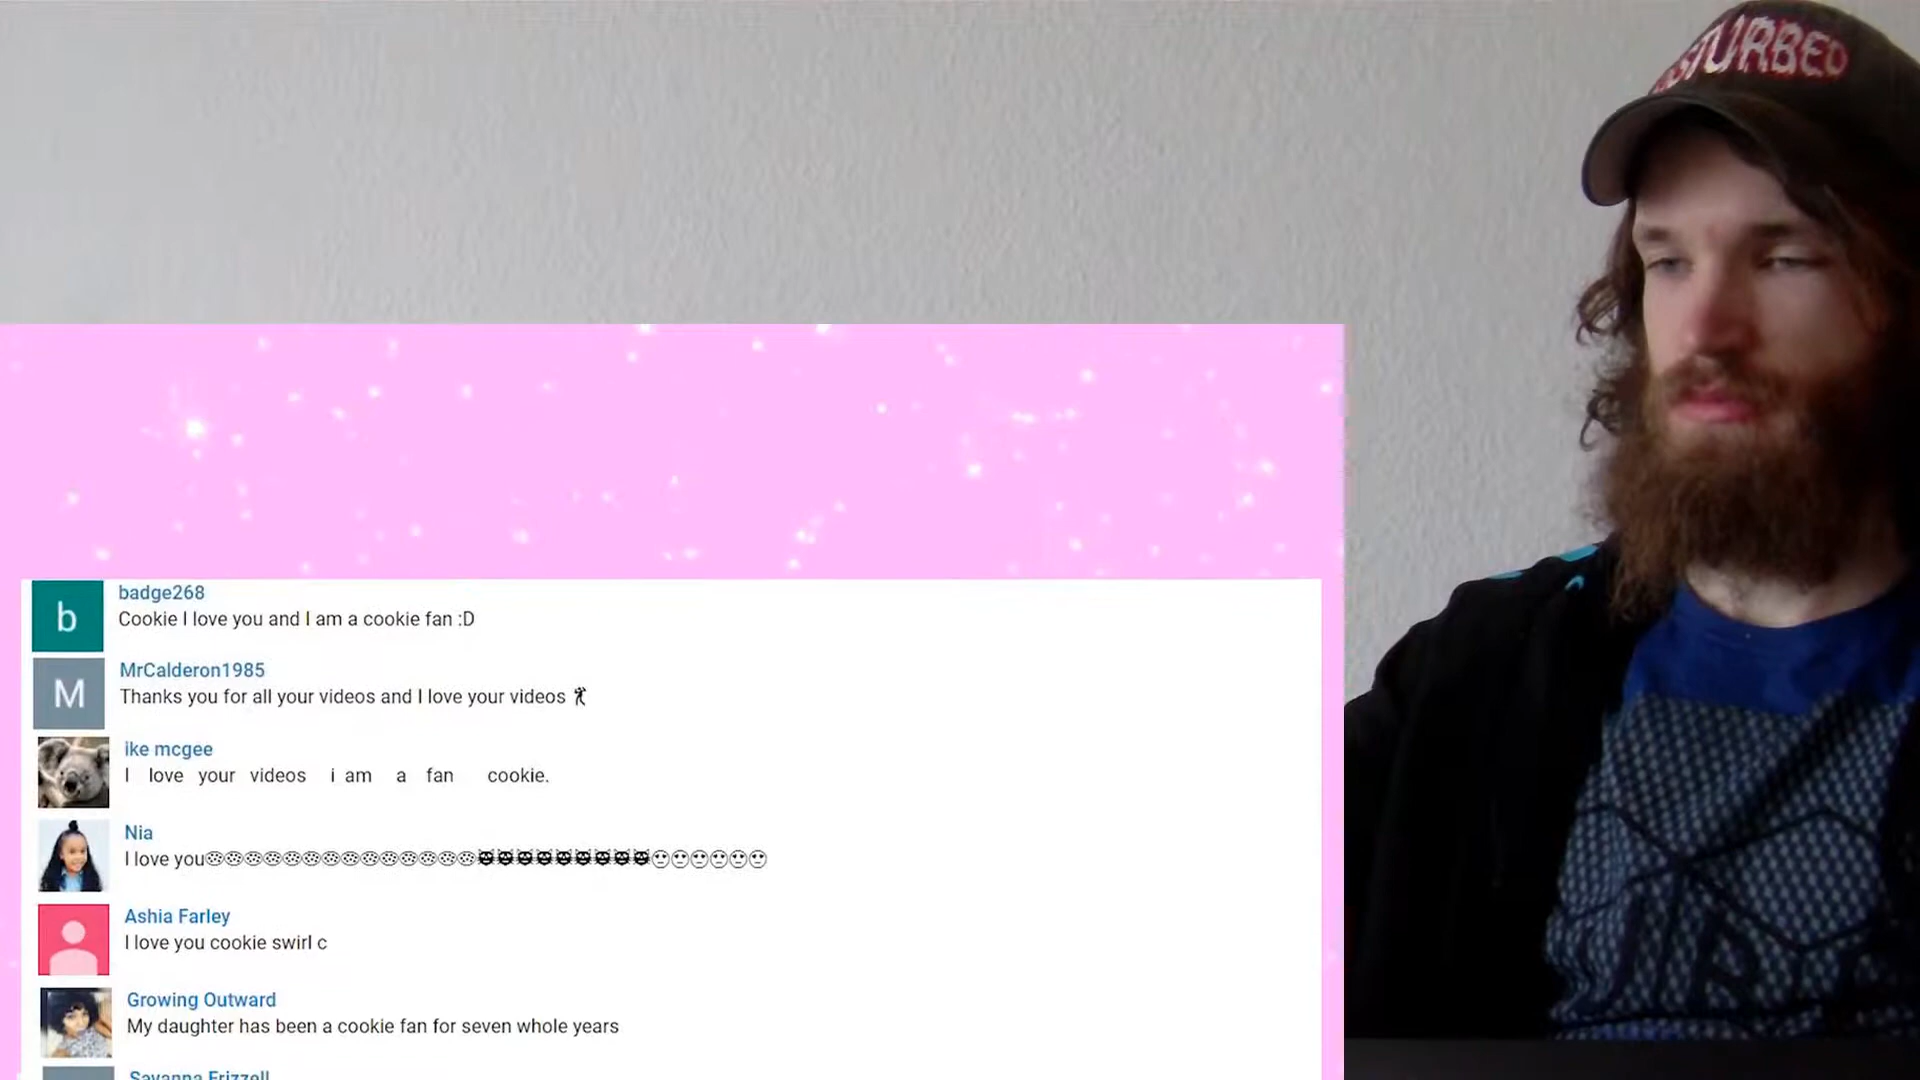 DISTURBED
badge268
Cookie I love you and I am a cookie fan :D
MrCalderon1985
Thanks you for all your videos and I love your videos
ike mcgee
I love your videos i am a fan cookie.
Nia
I love you🍪🍪🍪🍪🍪🍪🍪🍪🍪🍪🍪🍪🍪🍪😻😻😻😻😻😻😻😻😻🙄🙄🙄🙄🙄🙄
Ashia Farley
I love you cookie swirl c
Growing Outward
My daughter has been a cookie fan for seven whole years
Savanna Frizzell